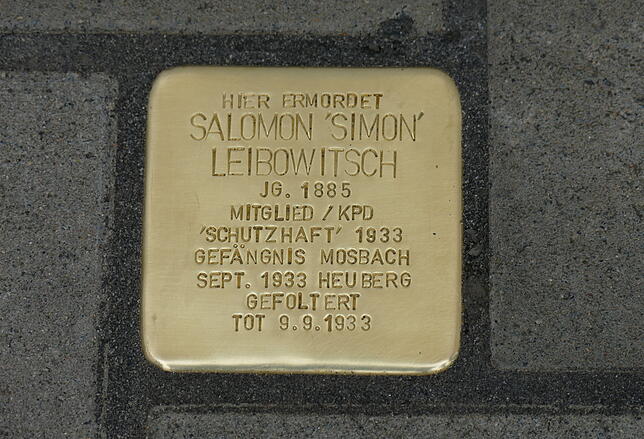 HIER ERMORDET
SALOMON 'SIMON'
LEIBOWITSCH
JG. 1885
MITGLIED / KPD
'SCHUTZHAFT' 1933
GEFÄNGNIS MOSBACH
SEPT. 1933 HEUBERG
GEFOLTERT
TOT 9.9.1933